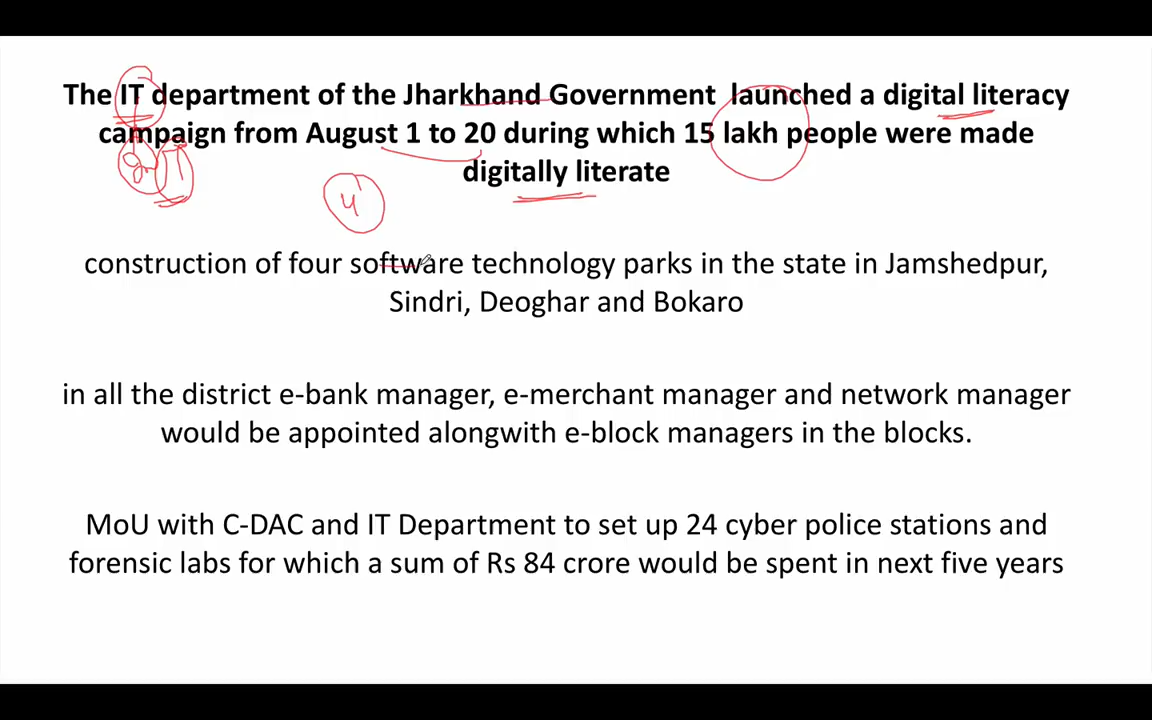 The IT department of the Jharkhand Government launched a digital literacy
campaign from August 1 to 20 during which 15 lakh people were made
digitally literate
4
construction of four software technology parks in the state in Jamshedpur,
Sindri, Deoghar and Bokaro
in all the district e-bank manager, e-merchant manager and network manager
would be appointed alongwith e-block managers in the blocks.
MoU with C-DAC and IT Department to set up 24 cyber police stations and
forensic labs for which a sum of Rs 84 crore would be spent in next five years